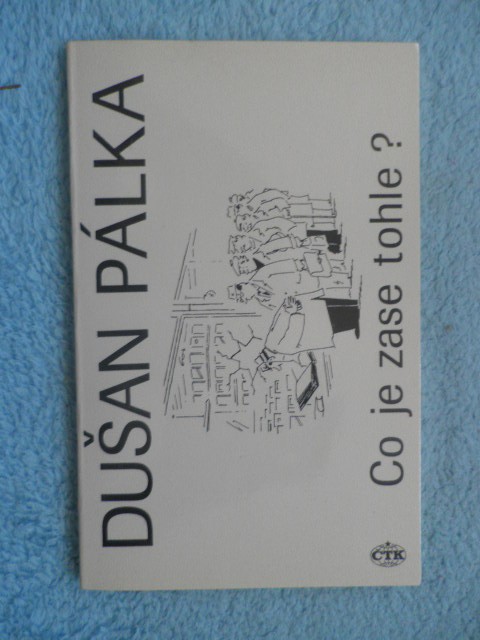 DUŠAN PÁLKA
Co je zase tohle ?
ČTK